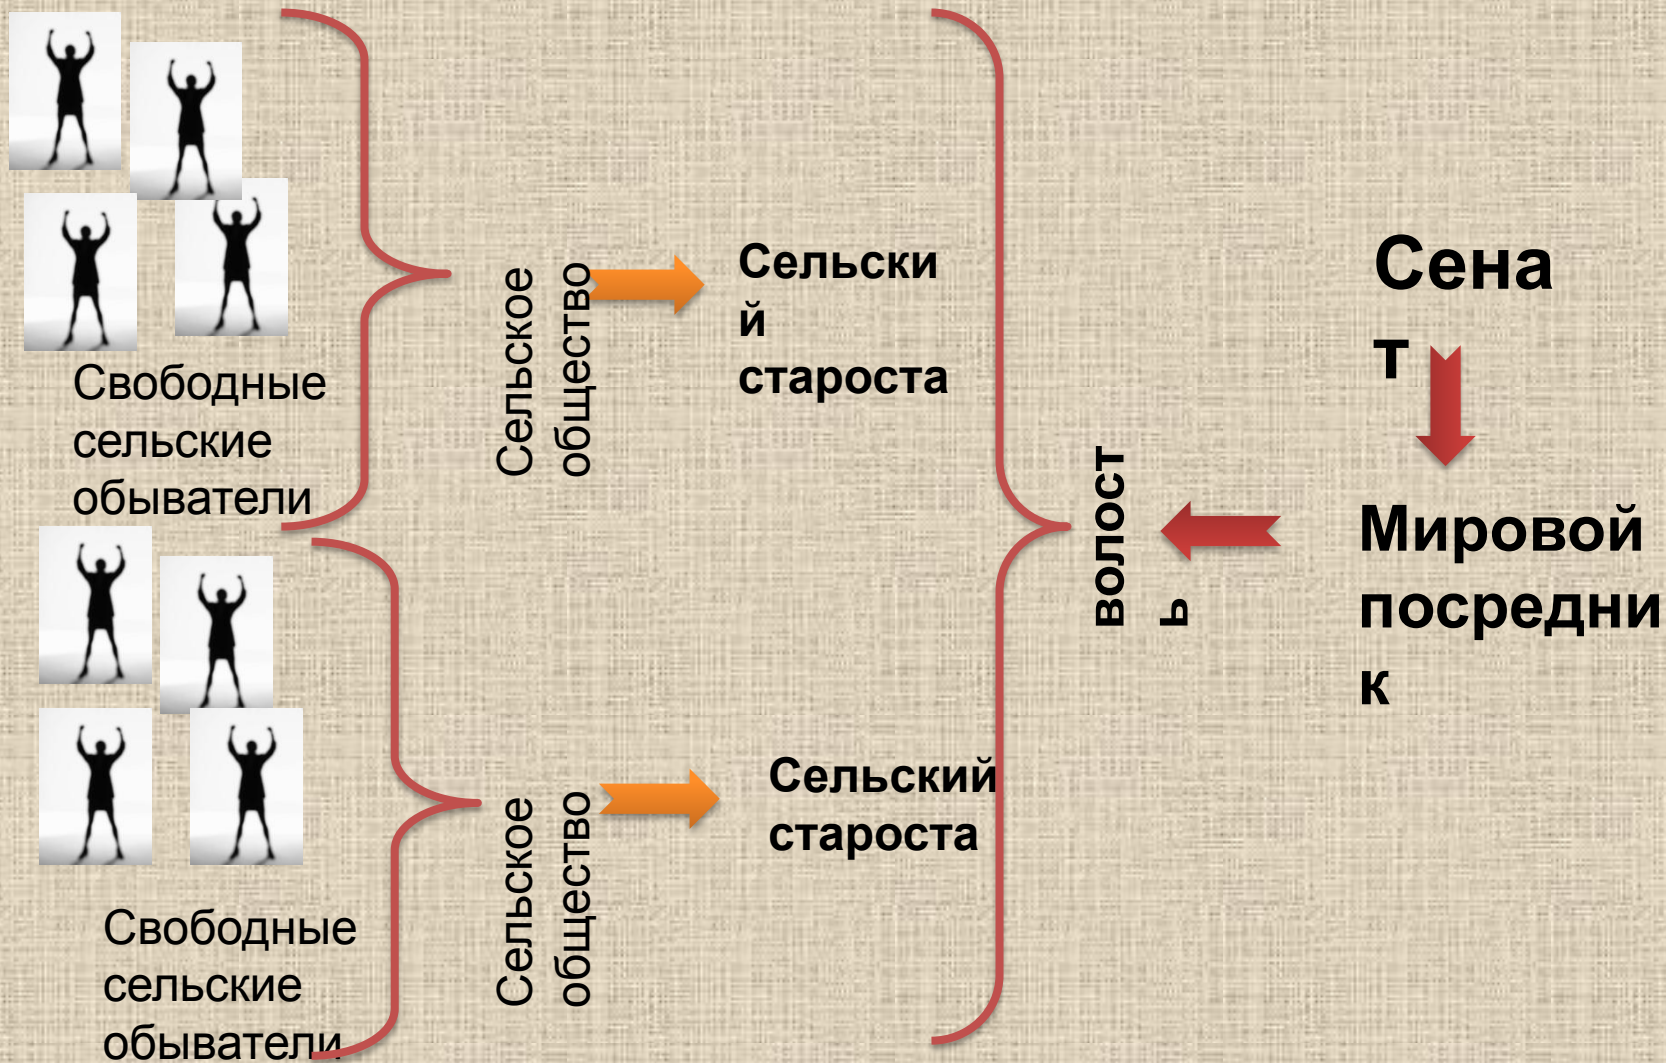 Свободные
сельские
обыватели
Сельское
общество
Сельски
й
староста
Свободные
сельские
обыватели
Сельское
общество
Сельский
староста
волост
ь
Сена
т
Мировой
посредни
к